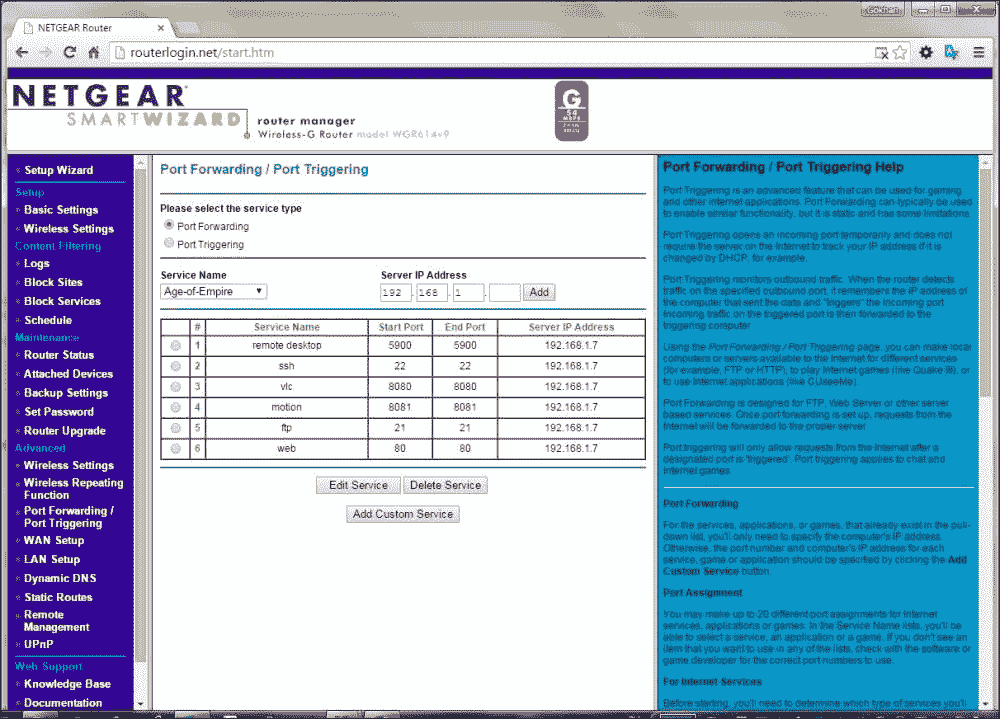 Gökhan
NETGEAR Router
routerlogin.net/start.htm
NETGEAR
SMARTWIZARD
router manager
Wireless-G Router model WGR614v9
G
54
MBPS
Setup Wizard
Setup
Basic Settings
Wireless Settings
Content Filtering
Logs
Block Sites
Block Services
Schedule
Maintenance
Router Status
Attached Devices
Backup Settings
Set Password
Router Upgrade
Advanced
Wireless Settings
Wireless Repeating
Function
Port Forwarding /
Port Triggering
WAN Setup
LAN Setup
Dynamic DNS
Static Routes
Remote
Management
UPnP
Web Support
Knowledge Base
Documentation
Port Forwarding / Port Triggering
Please select the service type
Port Forwarding
Port Triggering
Service Name Server IP Address
Age-of-Empire 192 . 168 . 1 . Add
# Service Name Start Port End Port Server IP Address
1 remote desktop 5900 5900 192.168.1.7
2 ssh 22 22 192.168.1.7
3 vlc 8080 8080 192.168.1.7
4 motion 8081 8081 192.168.1.7
5 ftp 21 21 192.168.1.7
6 web 80 80 192.168.1.7
Edit Service Delete Service
Add Custom Service
Port Forwarding / Port Triggering Help
Port Triggering is an advanced feature that can be used for gaming
and other internet applications. Port Forwarding can typically be used
to enable similar functionality, but it is static and has some limitations.
Port Triggering opens an incoming port temporarily and does not
require the server on the Internet to track your IP address if it is
changed by DHCP, for example.
Port Triggering monitors outbound traffic. When the router detects
traffic on the specified outbound port, it remembers the IP address of
the computer that sent the data and "triggers" the incoming port.
Incoming traffic on the triggered port is then forwarded to the
triggering computer.
Using the Port Forwarding / Port Triggering page, you can make local
computers or servers available to the Internet for different services
(for example, FTP or HTTP), to play Internet games (like Quake III), or
to use Internet applications (like CUseeMe).
Port Forwarding is designed for FTP, Web Server or other server
based services. Once port forwarding is set up, requests from the
Internet will be forwarded to the proper server.
Port triggering will only allow requests from the Internet after a
designated port is 'triggered'. Port triggering applies to chat and
Internet games.
Port Forwarding
For the services, applications, or games, that already exist in the pull-
down list, you'll only need to specify the computer's IP address.
Otherwise, the port number and computer's IP address for each
service, game or application should be specified by clicking the Add
Custom Service button.
Port Assignment
You may make up to 20 different port assignments for Internet
services, applications or games. In the Service Name lists, you'll be
able to select a service, an application or a game. If you don't see an
item that you want to use in any of the lists, check with the software or
game developer for the correct port numbers to use.
For Internet Services
Before starting, you'll need to determine which type of services you'll